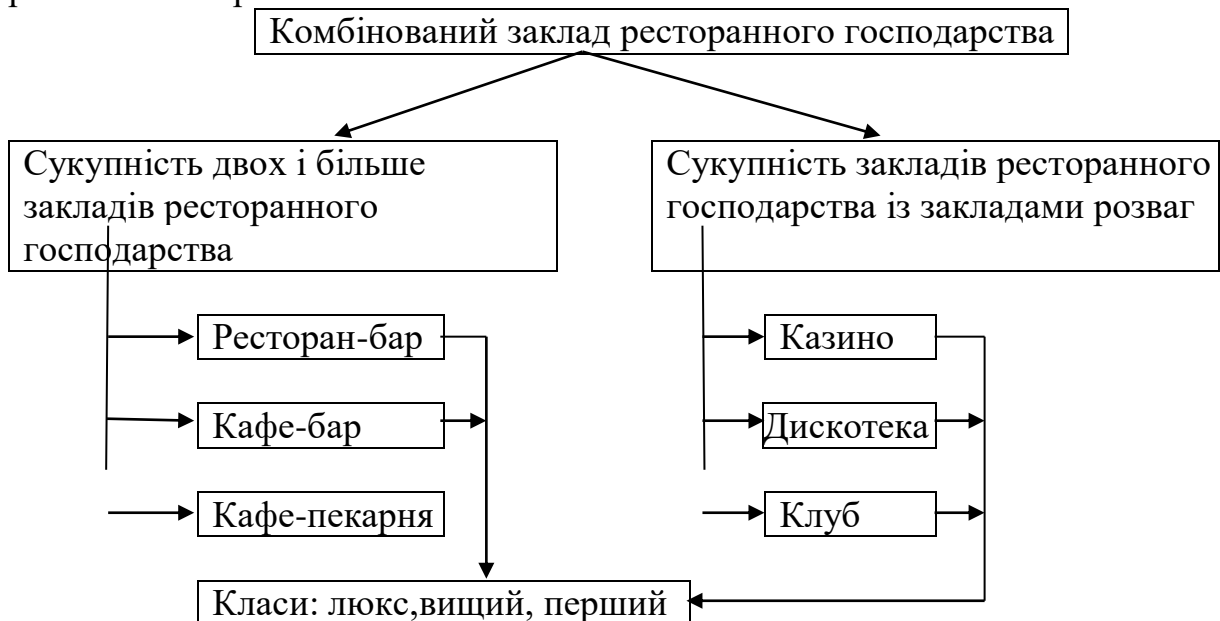 Комбінований заклад ресторанного господарства
Сукупність двох і більше
закладів ресторанного
господарства
Сукупність закладів ресторанного
господарства із закладами розваг
Ресторан-бар
Казино
Кафе-бар
Дискотека
Кафе-пекарня
Клуб
Класи: люкс,вищий, перший